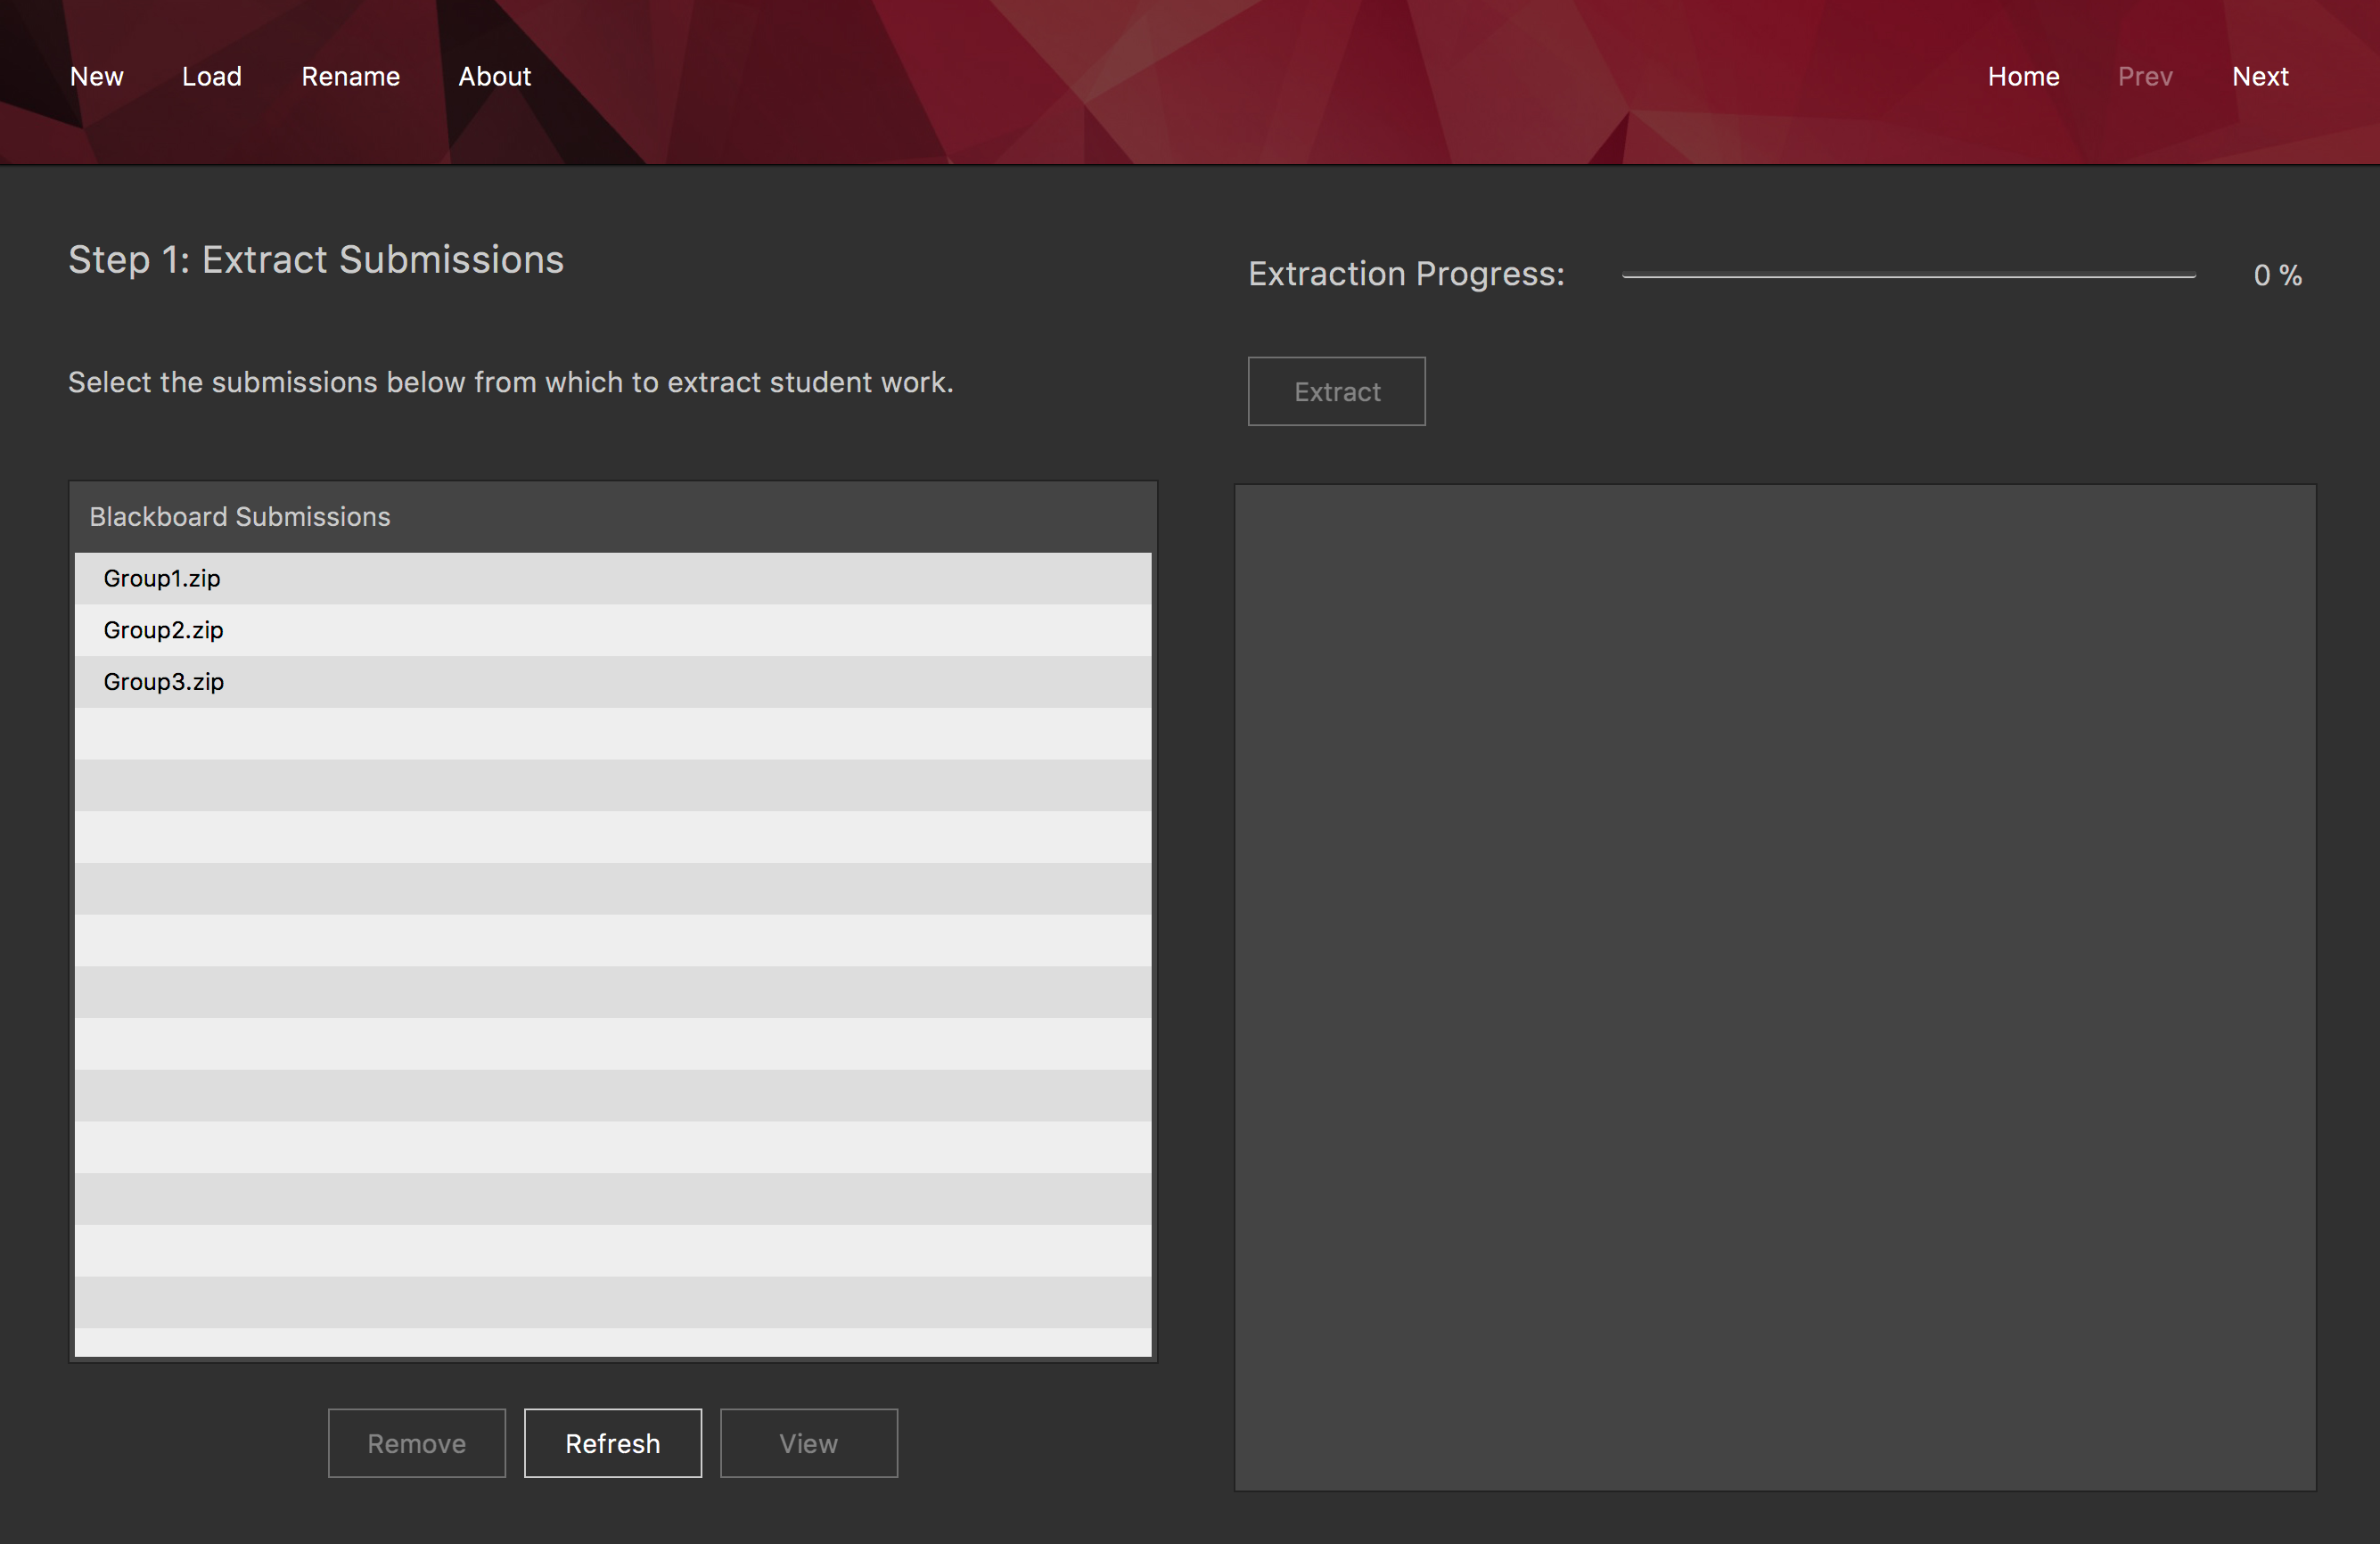 New Load Rename About Home Prev Next
Step 1: Extract Submissions
Extraction Progress: 0 %
Select the submissions below from which to extract student work.
Extract
Blackboard Submissions
Group1.zip
Group2.zip
Group3.zip
Remove Refresh View